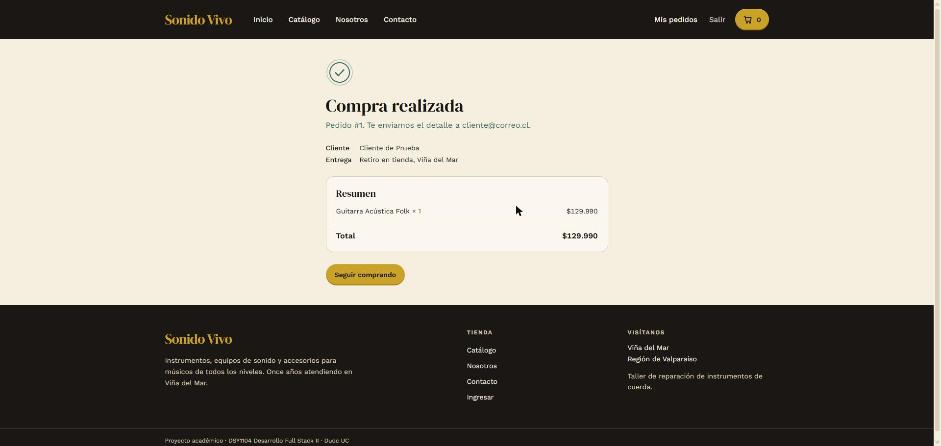 Sonido Vivo
Inicio
Catálogo
Nosotros
Contacto
Mis pedidos
Salir
0
Compra realizada
Pedido #1. Te enviamos el detalle a cliente@correo.cl.
Cliente Cliente de Prueba
Entrega Retiro en tienda, Viña del Mar
Resumen
Guitarra Acústica Folk × 1 $129.990
Total $129.990
Seguir comprando
Sonido Vivo
Instrumentos, equipos de sonido y accesorios para
músicos de todos los niveles. Once años atendiendo en
Viña del Mar.
TIENDA
Catálogo
Nosotros
Contacto
Ingresar
VISÍTANOS
Viña del Mar
Región de Valparaíso
Taller de reparación de instrumentos de
cuerda.
Proyecto académico · DSY1104 Desarrollo Full Stack II · Duoc UC